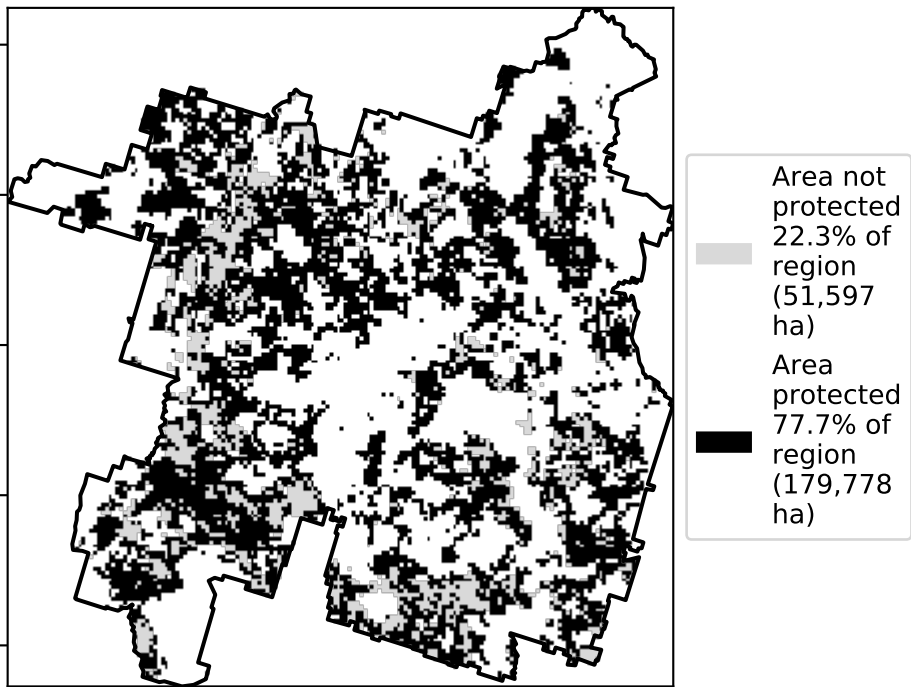 Area not
protected
22.3% of
region
(51,597
ha)
Area
protected
77.7% of
region
(179,778
ha)